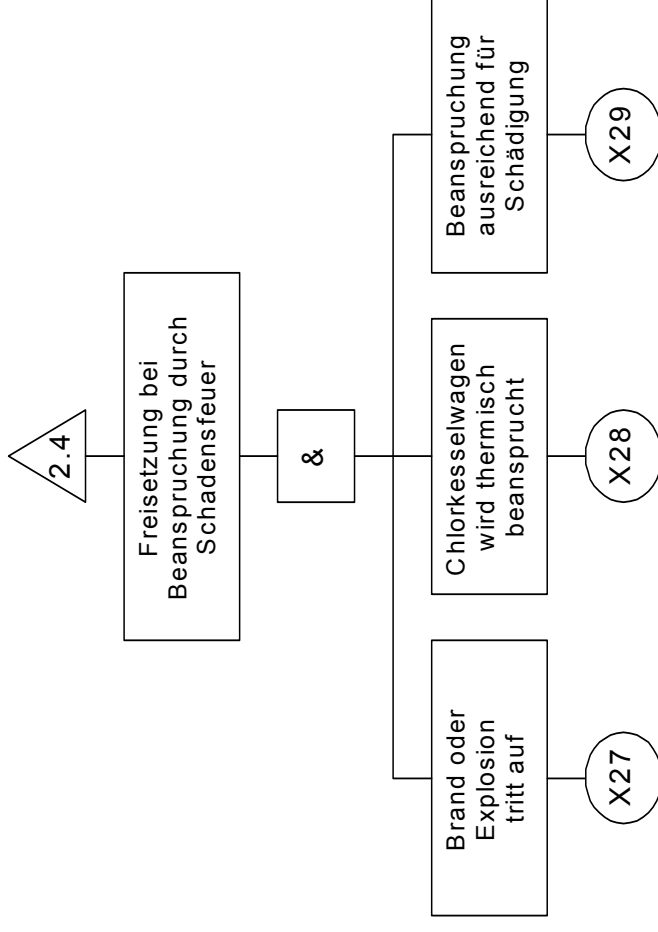 2.4
Freisetzung bei
Beanspruchung durch
Schadensfeuer
&
Brand oder
Explosion
tritt auf
X27
Chlorkesselwagen
wird thermisch
beansprucht
X28
Beanspruchung
ausreichend für
Schädigung
X29